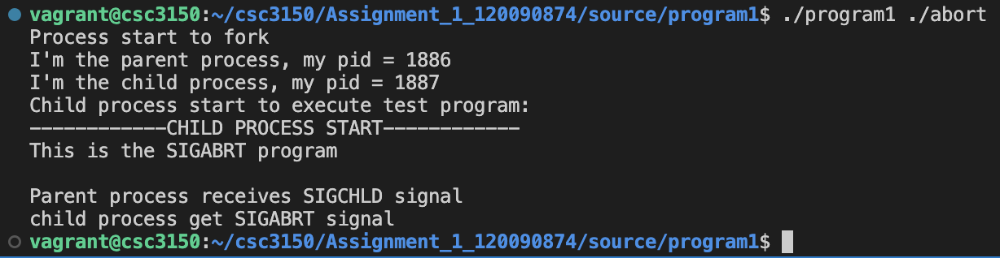 vagrant@csc3150:~/csc3150/Assignment_1_120090874/source/program1$ ./program1 ./abort
Process start to fork
I'm the parent process, my pid = 1886
I'm the child process, my pid = 1887
Child process start to execute test program:
------------CHILD PROCESS START------------
This is the SIGABRT program

Parent process receives SIGCHLD signal
child process get SIGABRT signal
vagrant@csc3150:~/csc3150/Assignment_1_120090874/source/program1$